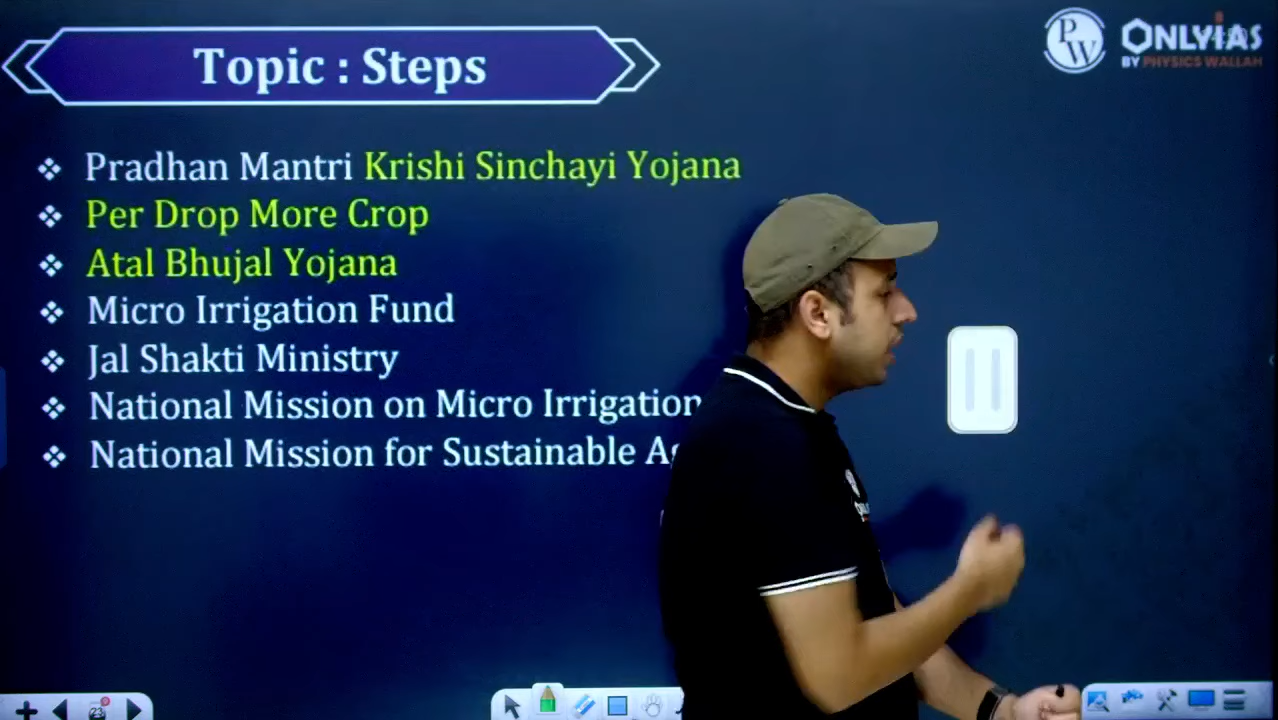 Topic : Steps
PW
ONLYIAS
BY PHYSICS WALLAH
❖ Pradhan Mantri Krishi Sinchayi Yojana
❖ Per Drop More Crop
❖ Atal Bhujal Yojana
❖ Micro Irrigation Fund
❖ Jal Shakti Ministry
❖ National Mission on Micro Irrigation
❖ National Mission for Sustainable
23